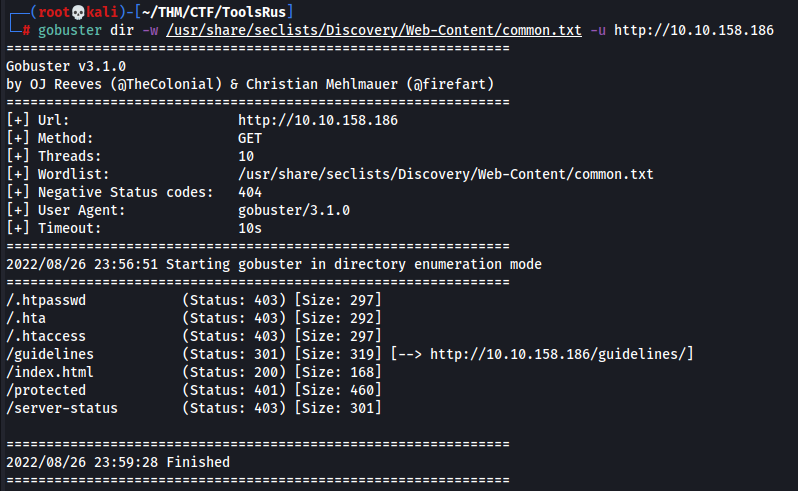 ┌──(root💀kali)-[~/THM/CTF/ToolsRus]
└─# gobuster dir -w /usr/share/seclists/Discovery/Web-Content/common.txt -u http://10.10.158.186
===============================================================
Gobuster v3.1.0
by OJ Reeves (@TheColonial) & Christian Mehlmauer (@firefart)
===============================================================
[+] Url:                     http://10.10.158.186
[+] Method:                  GET
[+] Threads:                 10
[+] Wordlist:                /usr/share/seclists/Discovery/Web-Content/common.txt
[+] Negative Status codes:   404
[+] User Agent:              gobuster/3.1.0
[+] Timeout:                 10s
===============================================================
2022/08/26 23:56:51 Starting gobuster in directory enumeration mode
===============================================================
/.htpasswd            (Status: 403) [Size: 297]
/.hta                 (Status: 403) [Size: 292]
/.htaccess            (Status: 403) [Size: 297]
/guidelines           (Status: 301) [Size: 319] [--> http://10.10.158.186/guidelines/]
/index.html           (Status: 200) [Size: 168]
/protected            (Status: 401) [Size: 460]
/server-status        (Status: 403) [Size: 301]

===============================================================
2022/08/26 23:59:28 Finished
===============================================================